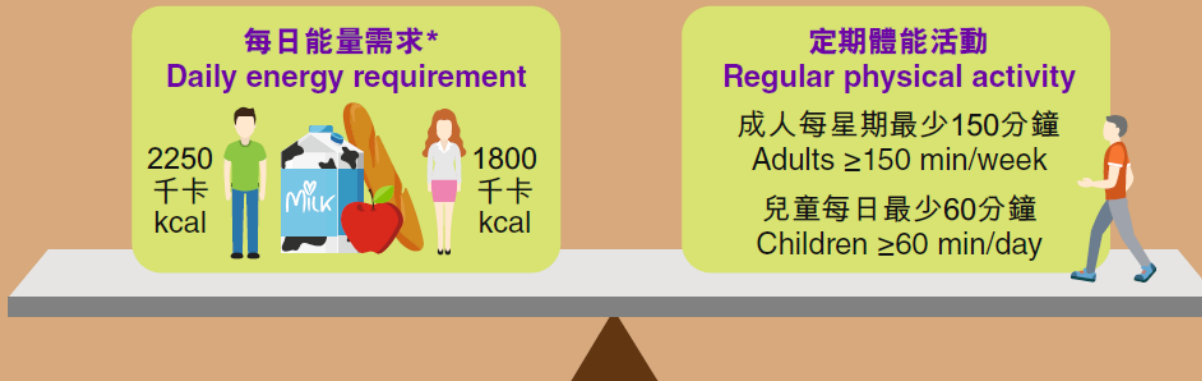 每日能量需求*
Daily energy requirement
2250
千卡
kcal
MiLK
1800
千卡
kcal
定期體能活動
Regular physical activity
成人每星期最少150分鐘
Adults ≥150 min/week
兒童每日最少60分鐘
Children ≥60 min/day